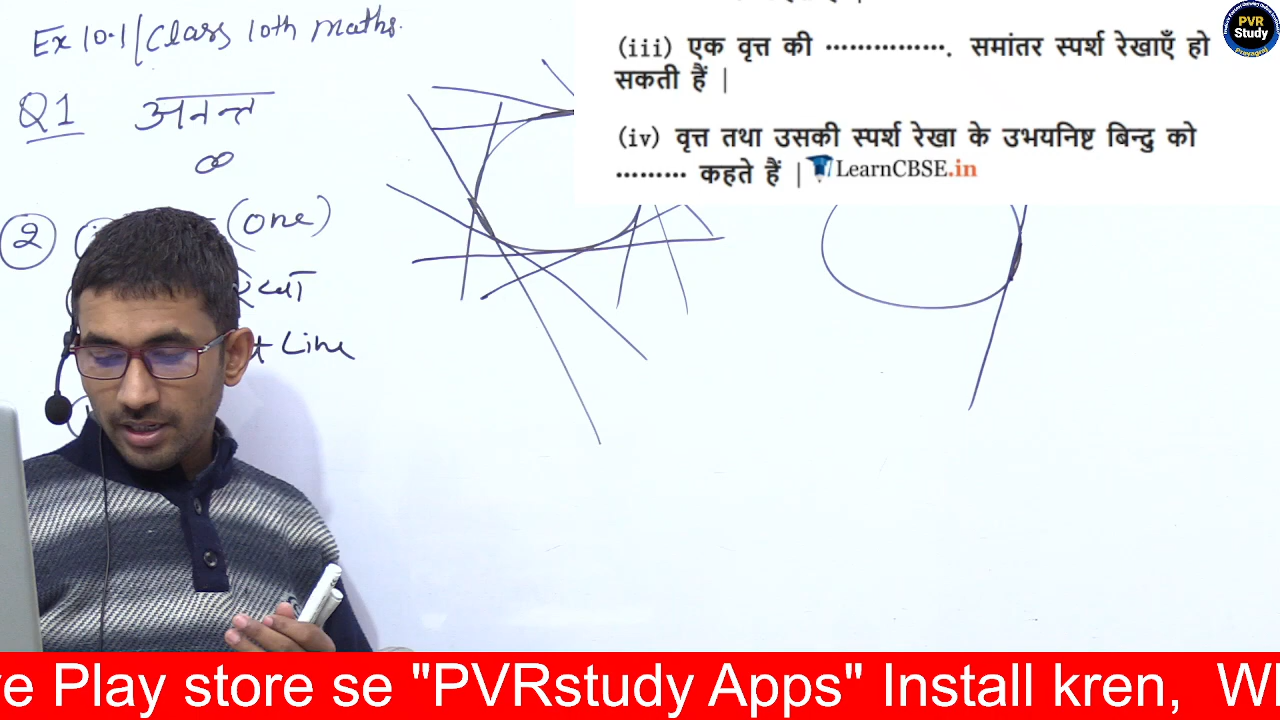 Ex 10.1 / Class 10th Maths.
Q1 अनन्त
∞
2
(one)
Line
(iii) एक वृत्त की ................. समांतर स्पर्श रेखाएँ हो
सकती हैं |
(iv) वृत्त तथा उसकी स्पर्श रेखा के उभयनिष्ट बिन्दु को
......... कहते हैं | LearnCBSE.in
PVR
Study
Prayagraj
Play store se "PVRstudy Apps" Install kren,